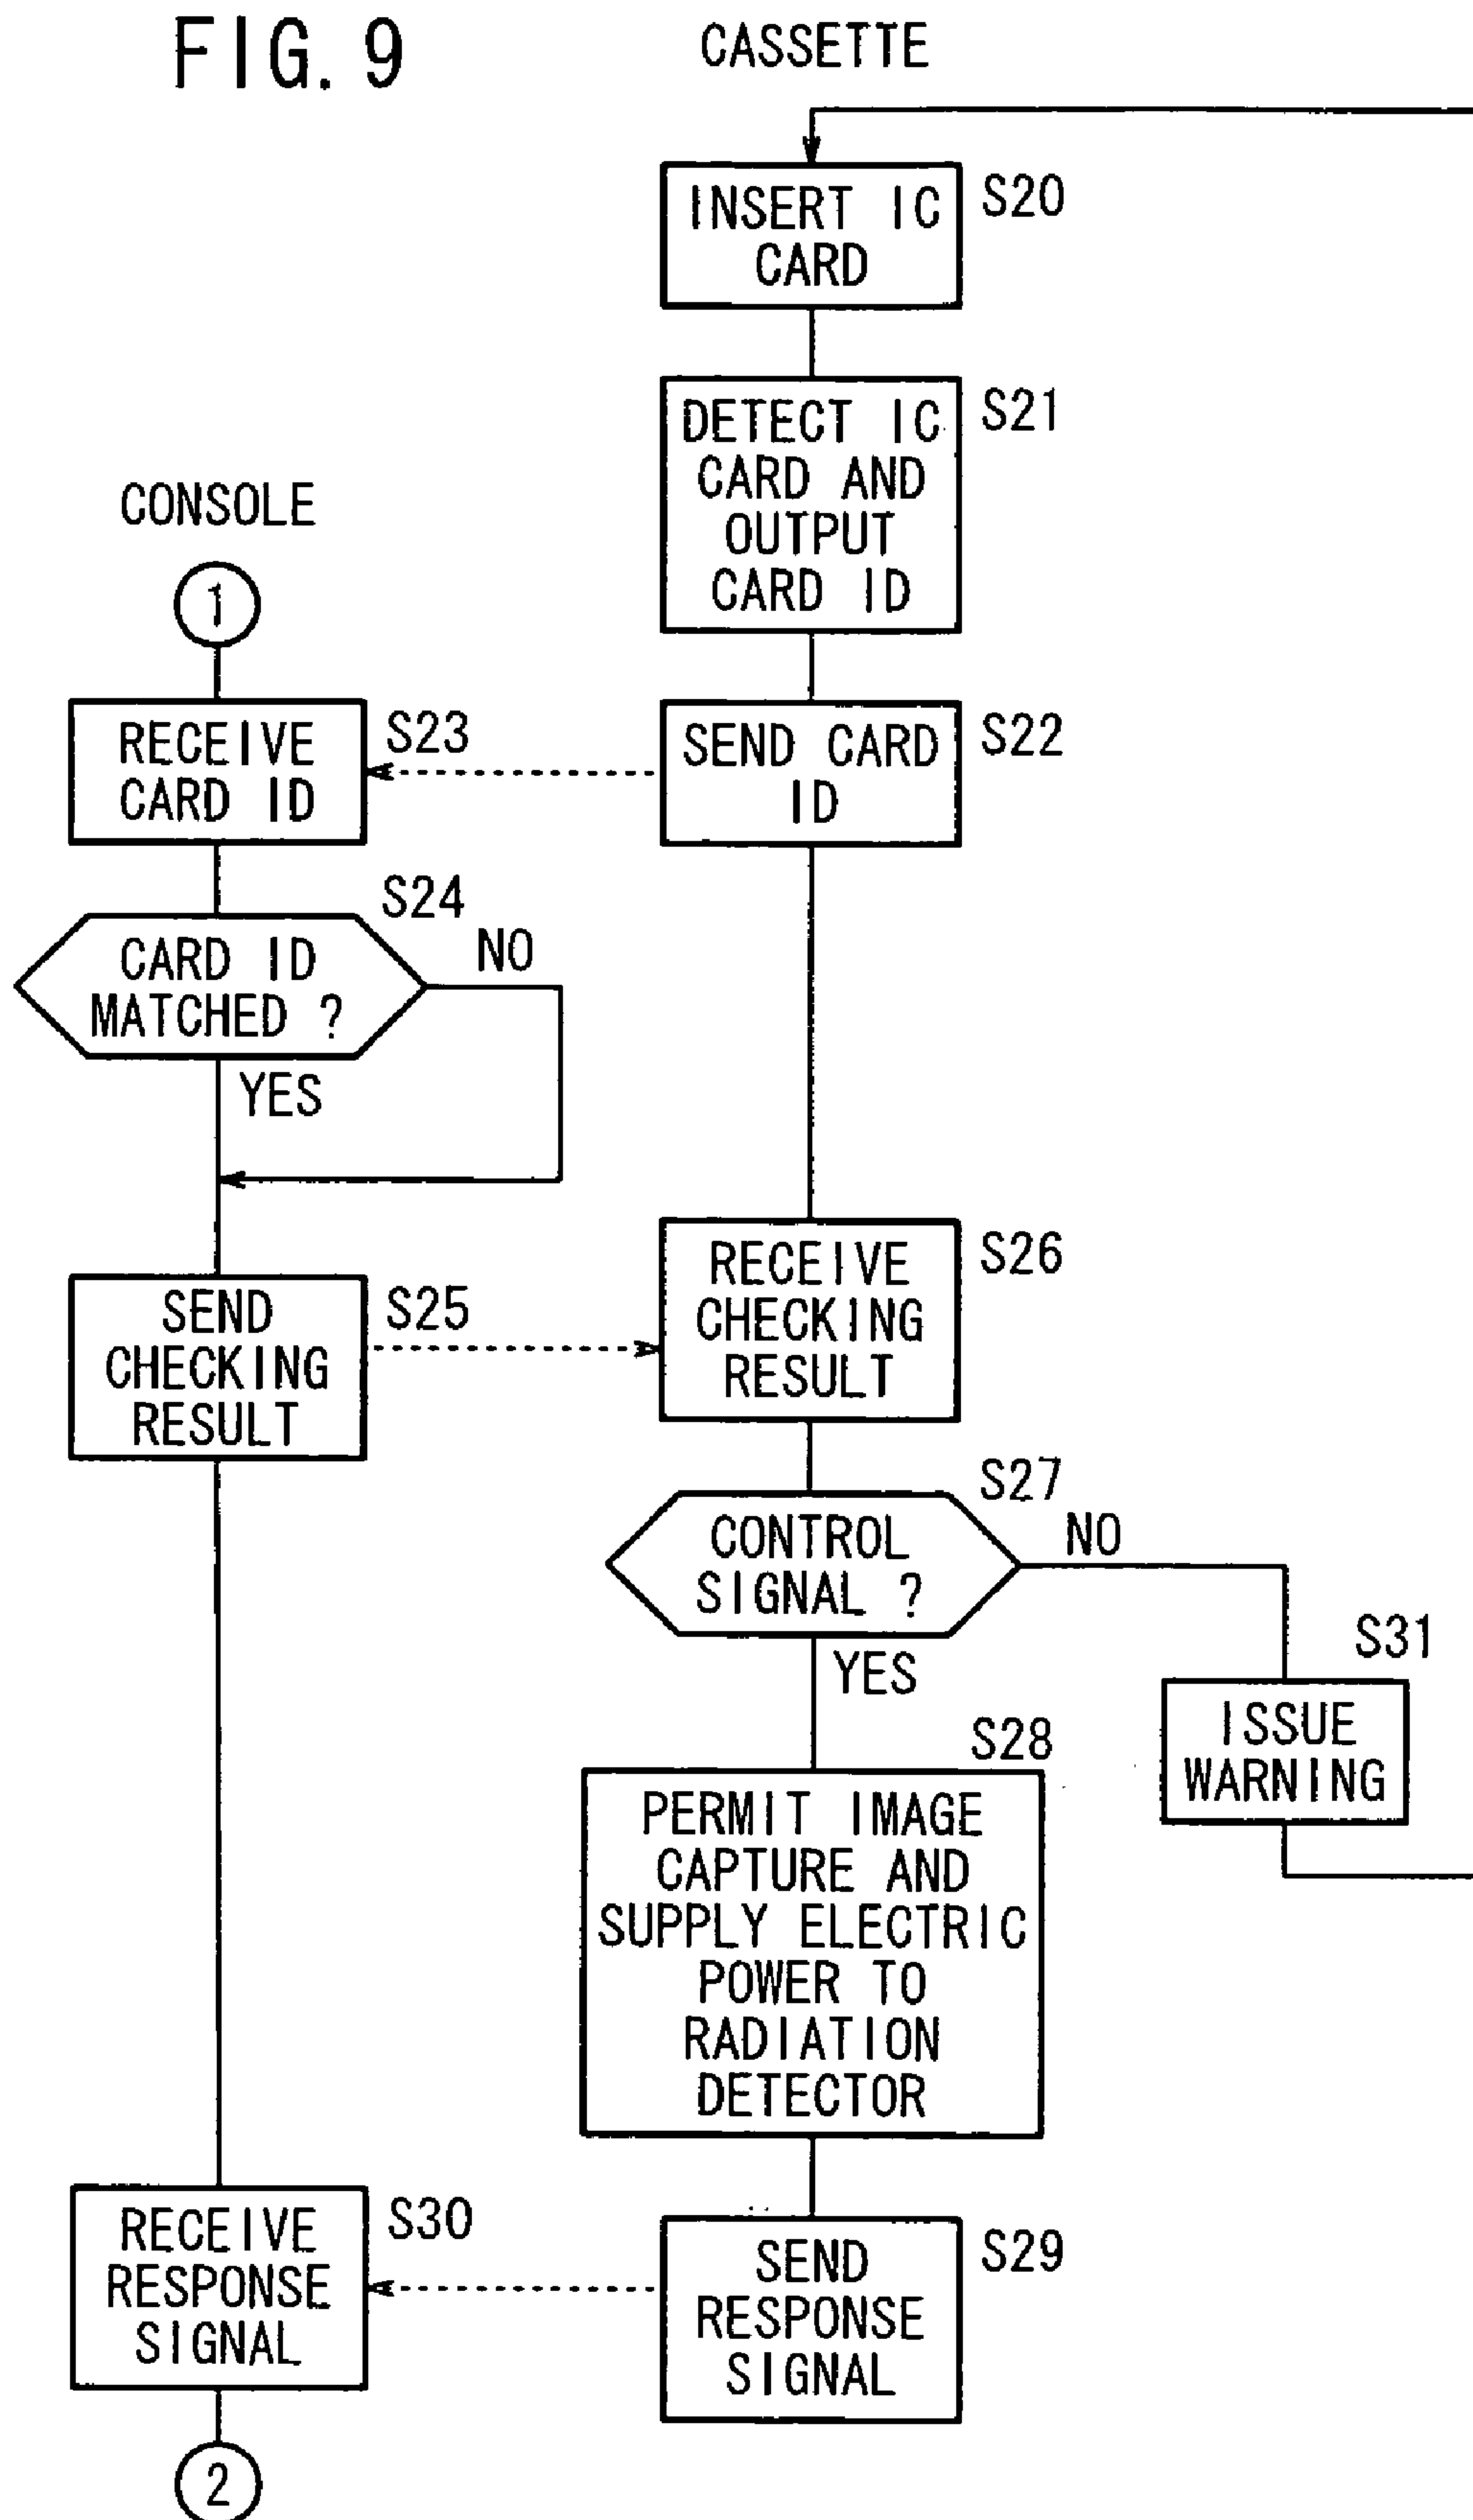 FIG. 9
CASSETTE
INSERT IC
CARD
S20
DETECT IC
CARD AND
OUTPUT
CARD ID
S21
CONSOLE
1
RECEIVE
CARD ID
S23
SEND CARD
ID
S22
CARD ID
MATCHED ?
S24
NO
YES
SEND
CHECKING
RESULT
S25
RECEIVE
CHECKING
RESULT
S26
CONTROL
SIGNAL ?
S27
NO
YES
S31
ISSUE
WARNING
S28
PERMIT IMAGE
CAPTURE AND
SUPPLY ELECTRIC
POWER TO
RADIATION
DETECTOR
RECEIVE
RESPONSE
SIGNAL
S30
SEND
RESPONSE
SIGNAL
S29
2